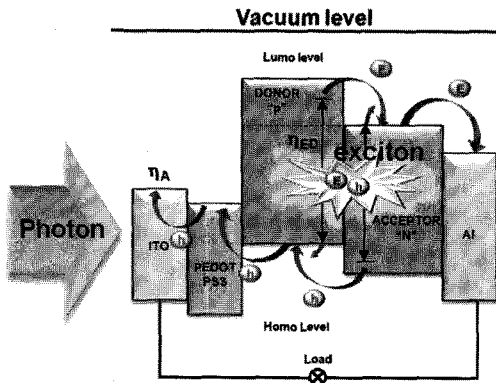 Vacuum level
Lumo level
e
e
DONOR
"P"
ηED
exciton
e
h
ηA
Photon
ITO
h
PEDOT
PSS
h
h
ACCEPTOR
"N"
Al
Homo Level
Load